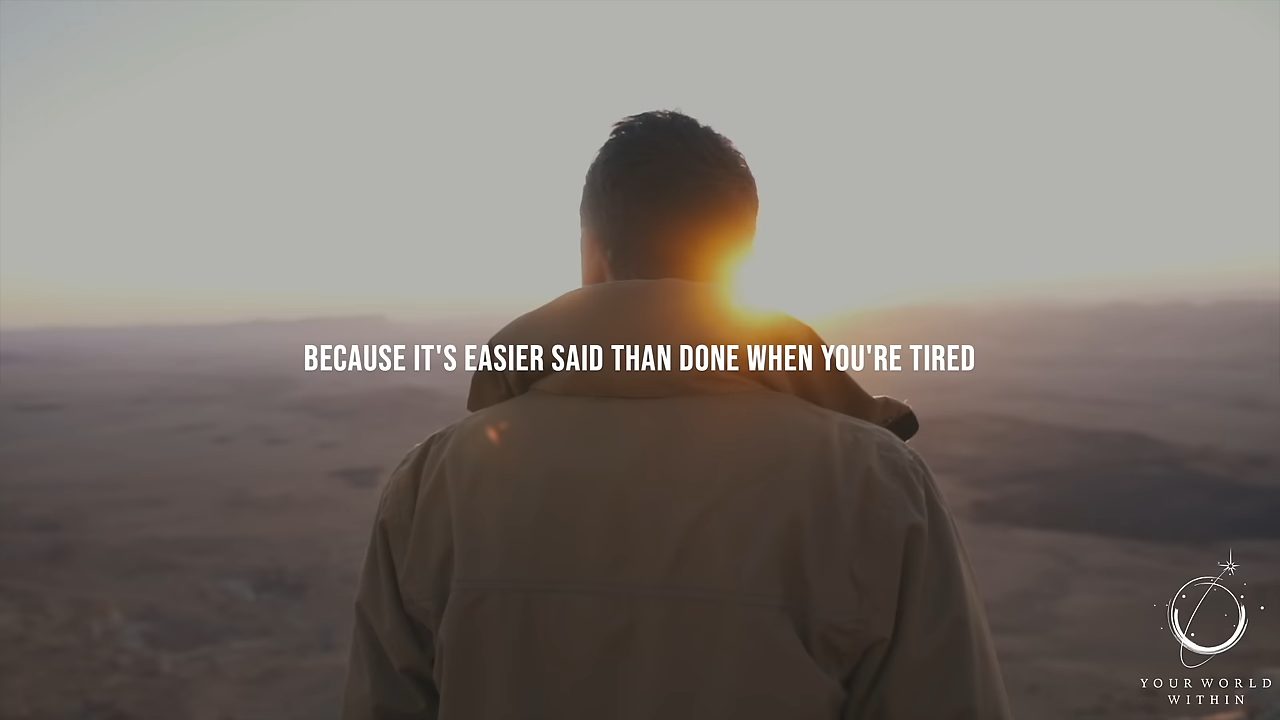 BECAUSE IT'S EASIER SAID THAN DONE WHEN YOU'RE TIRED
YOUR WORLD
WITHIN